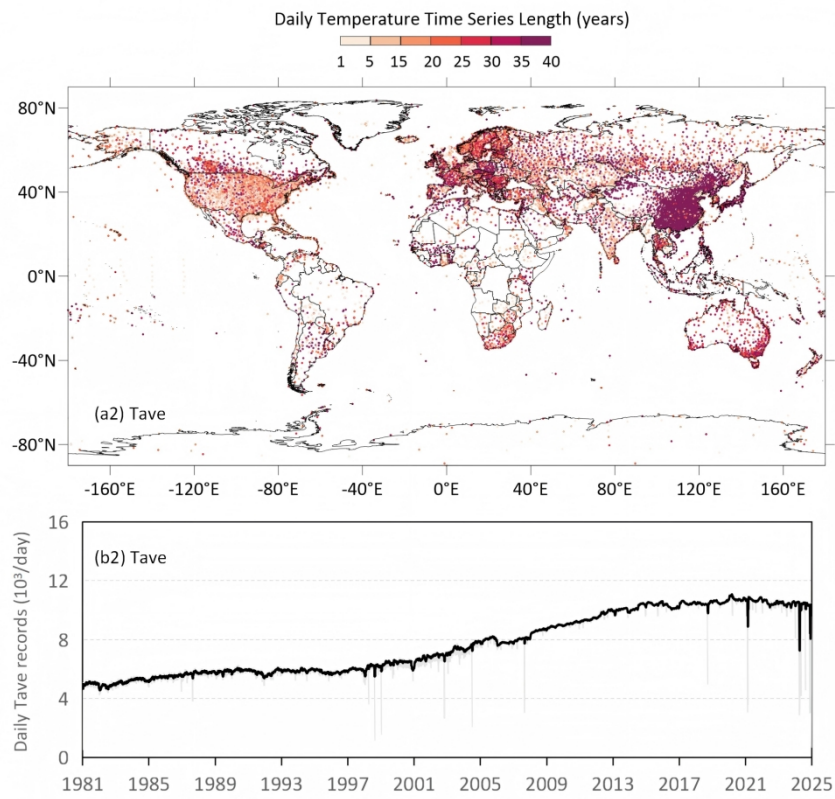 Daily Temperature Time Series Length (years)
1 5 15 20 25 30 35 40
80°N
40°N
0°N
-40°N
-80°N
(a2) Tave
-160°E -120°E -80°E -40°E 0°E 40°E 80°E 120°E 160°E
16
12
8
4
0
Daily Tave records (10³/day)
(b2) Tave
1981 1985 1989 1993 1997 2001 2005 2009 2013 2017 2021 2025